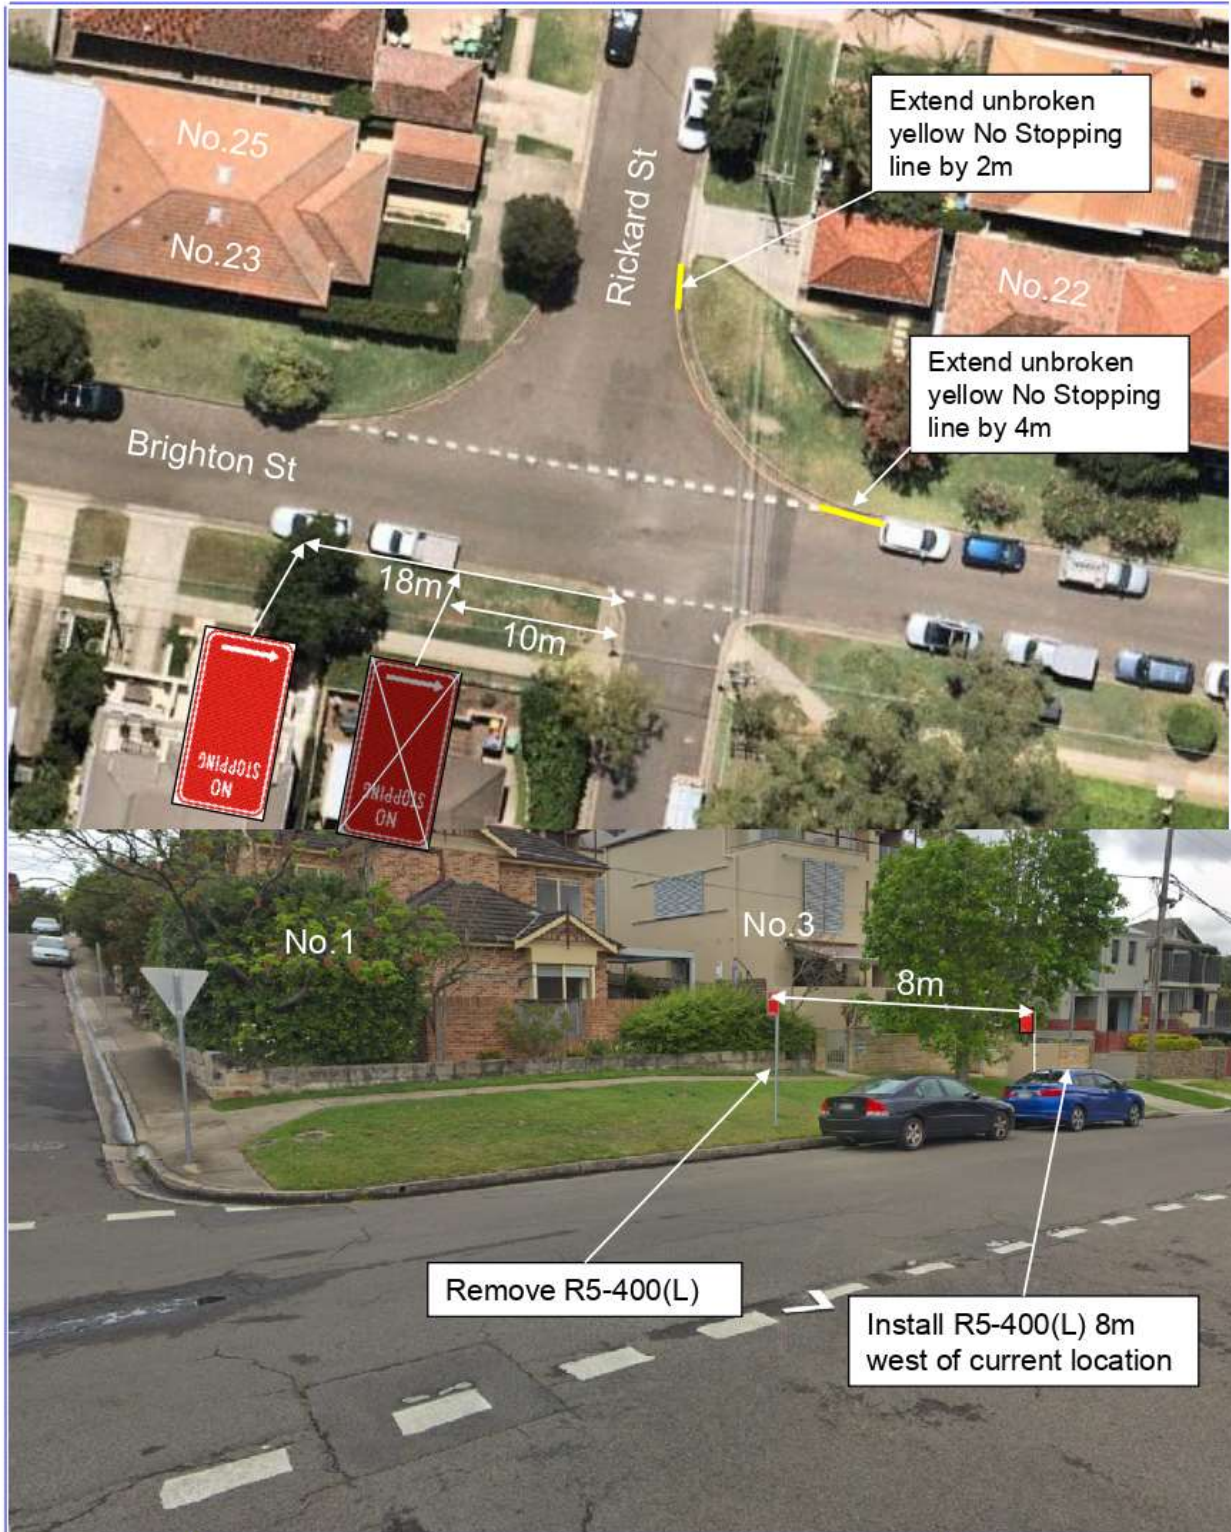 Extend unbroken
yellow No Stopping
line by 2m
No.25
No.23
Rickard St
No.22
Extend unbroken
yellow No Stopping
line by 4m
Brighton St
18m
10m
NO
STOPPING
NO
STOPPING
No.1
No.3
8m
Remove R5-400(L)
Install R5-400(L) 8m
west of current location